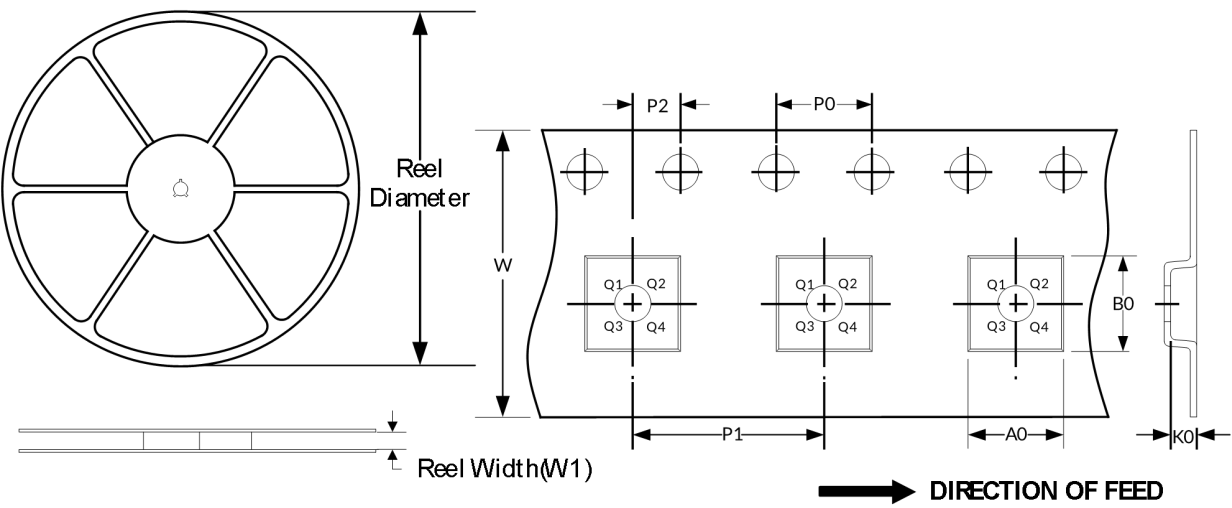 Reel
Diameter
P2
P0
W
Q1 Q2
Q3 Q4
Q1 Q2
Q3 Q4
Q1 Q2
Q3 Q4
B0
P1
A0
K0
Reel Width(W1)
DIRECTION OF FEED